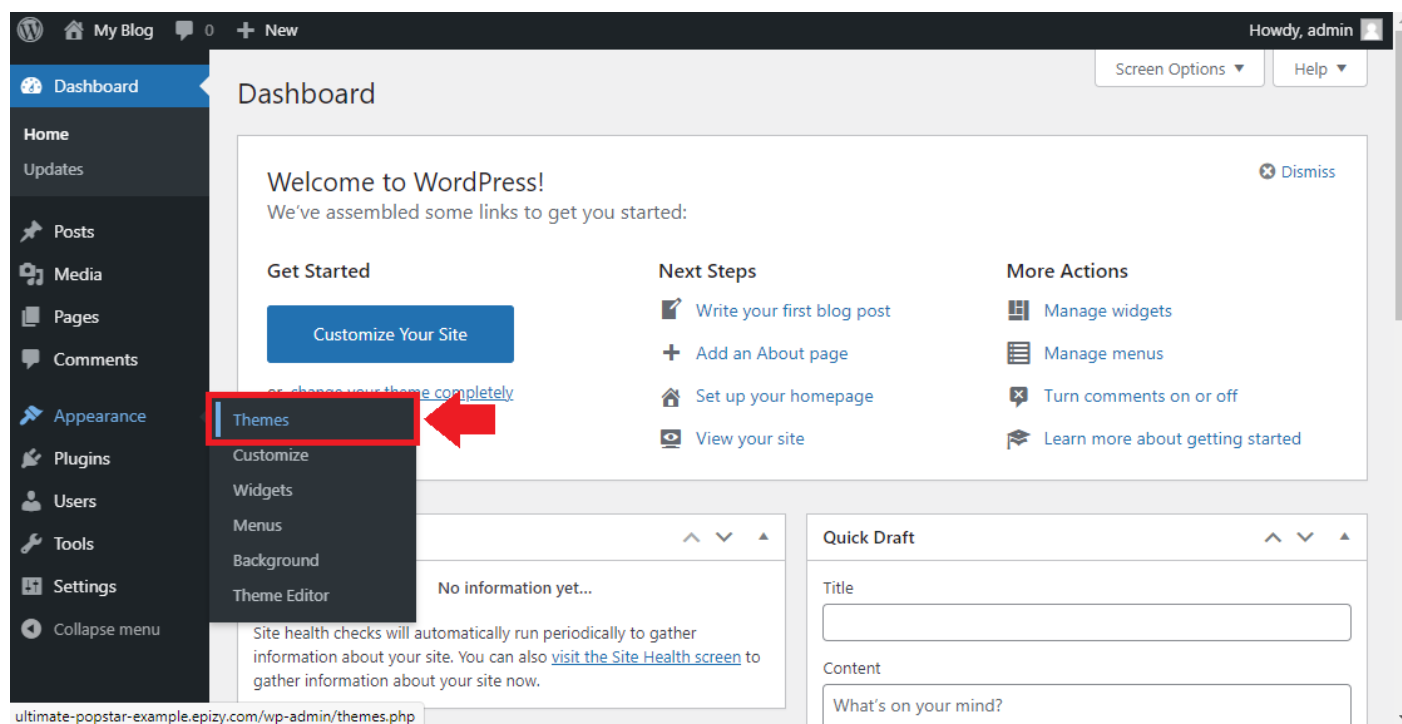 My Blog 0 New Howdy, admin
Screen Options Help
Dashboard
Home
Updates
Posts
Media
Pages
Comments
Appearance
Plugins
Users
Tools
Settings
Collapse menu
Themes
Customize
Widgets
Menus
Background
Theme Editor
Dashboard
Welcome to WordPress!
Dismiss
We've assembled some links to get you started:
Get Started
Customize Your Site
or, change your theme completely
Next Steps
Write your first blog post
Add an About page
Set up your homepage
View your site
More Actions
Manage widgets
Manage menus
Turn comments on or off
Learn more about getting started
No information yet...
Site health checks will automatically run periodically to gather
information about your site. You can also visit the Site Health screen to
gather information about your site now.
Quick Draft
Title
Content
What's on your mind?
ultimate-popstar-example.epizy.com/wp-admin/themes.php